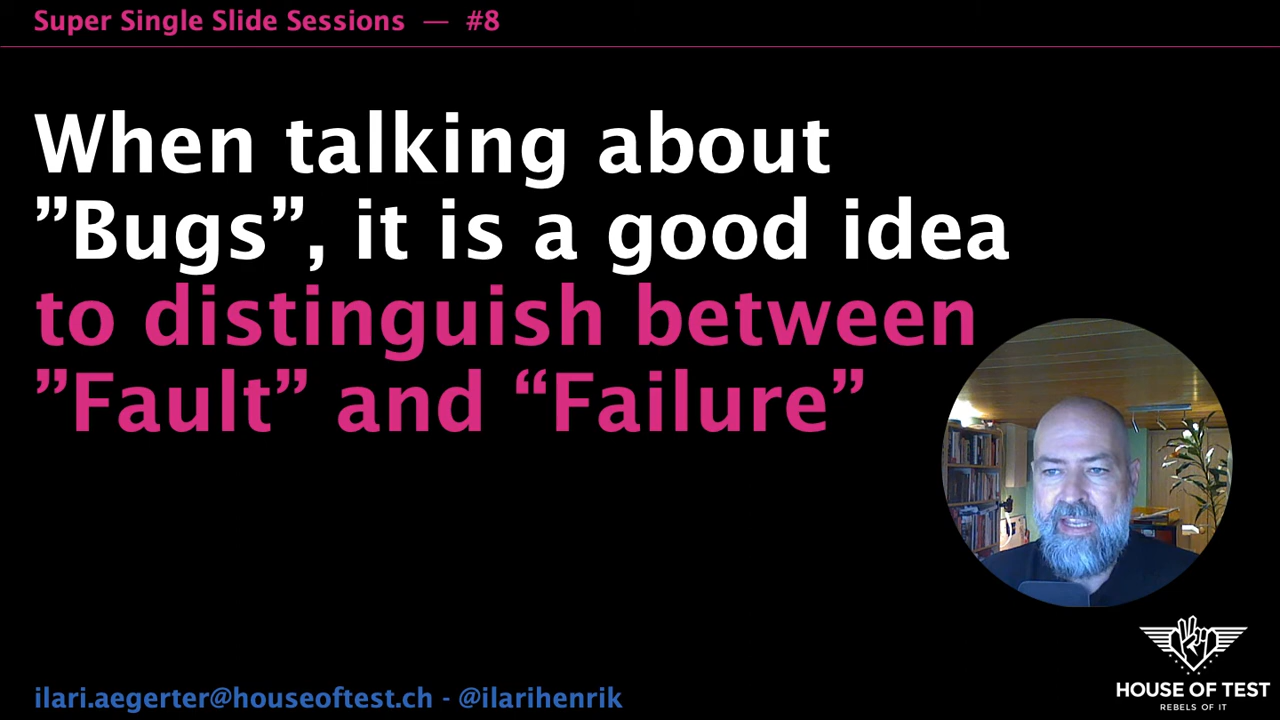 Super Single Slide Sessions — #8
When talking about
”Bugs”, it is a good idea
to distinguish between
”Fault” and “Failure”
ilari.aegerter@houseoftest.ch - @ilarihenrik
HOUSE OF TEST
REBELS OF IT